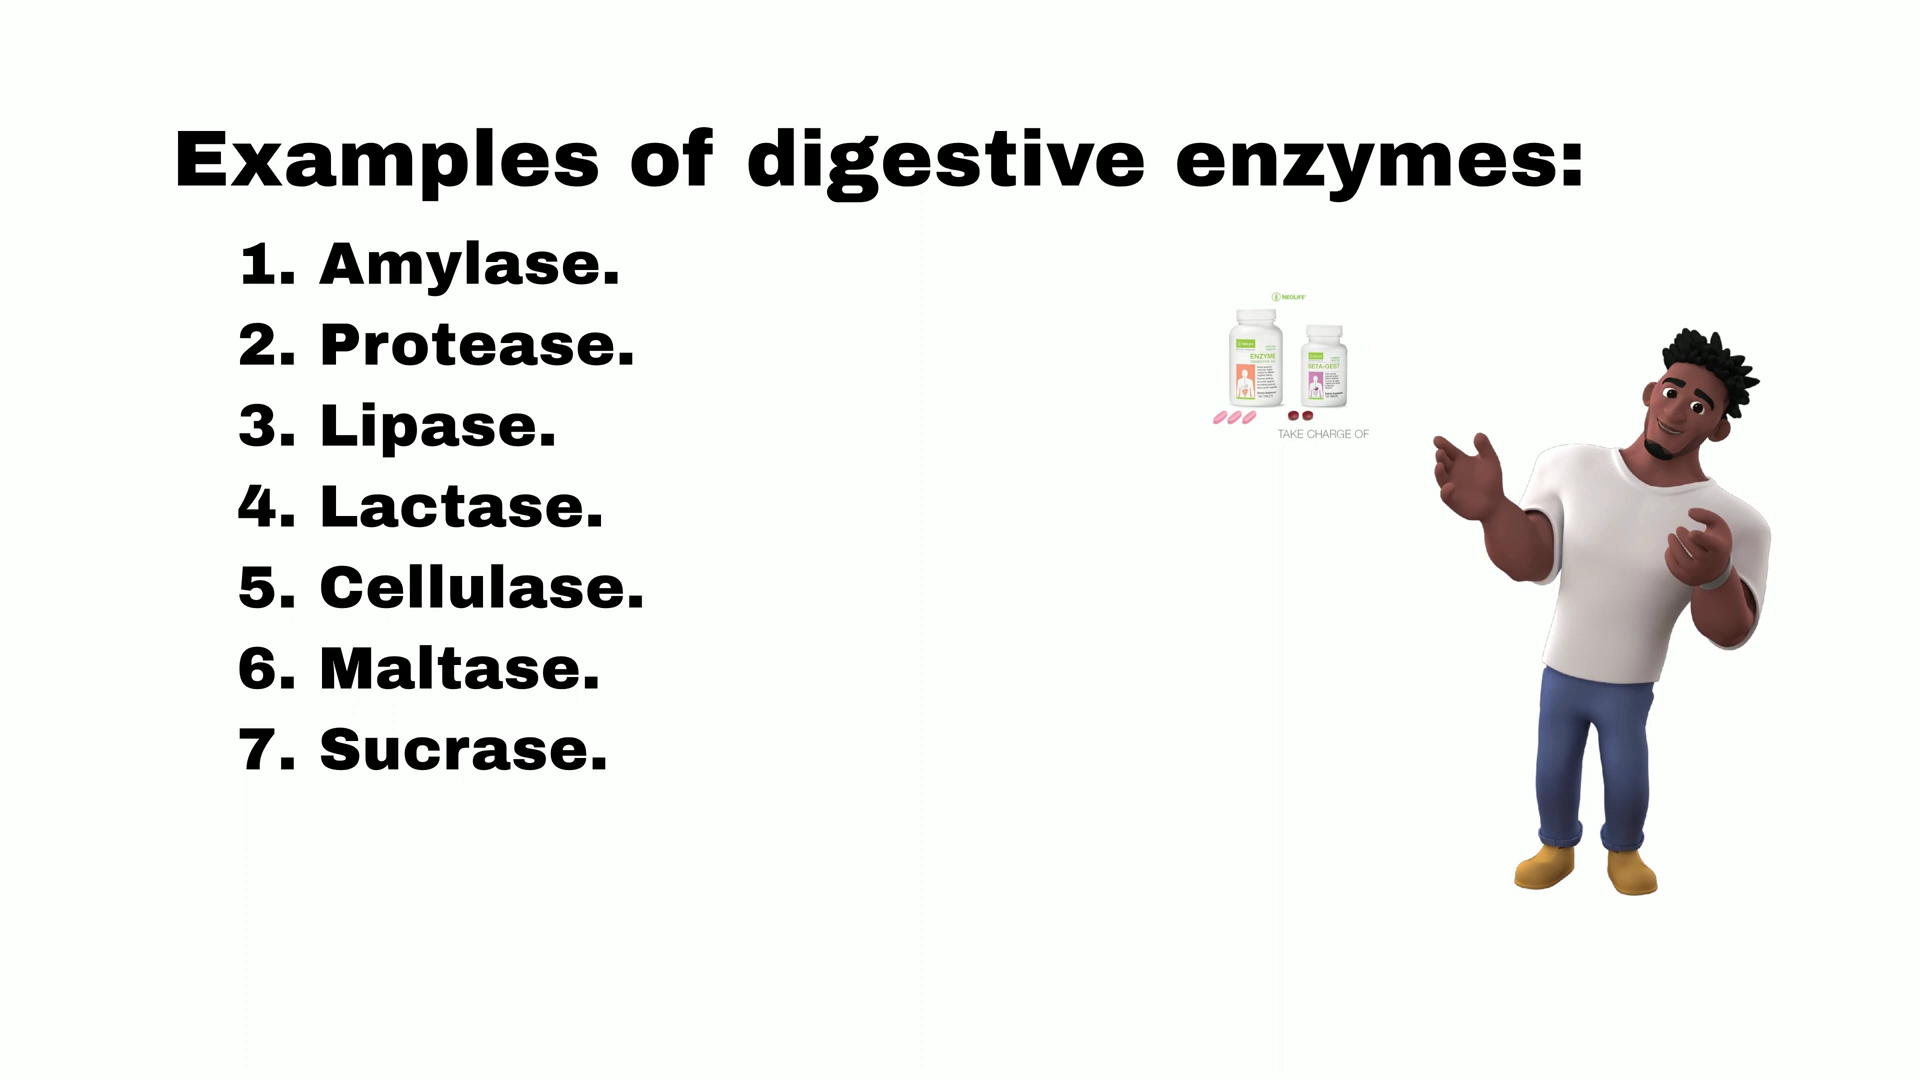 Examples of digestive enzymes:
1. Amylase.
2. Protease.
3. Lipase.
4. Lactase.
5. Cellulase.
6. Maltase.
7. Sucrase.
NEOLIFE
ENZYME
BETA-GEST
TAKE CHARGE OF